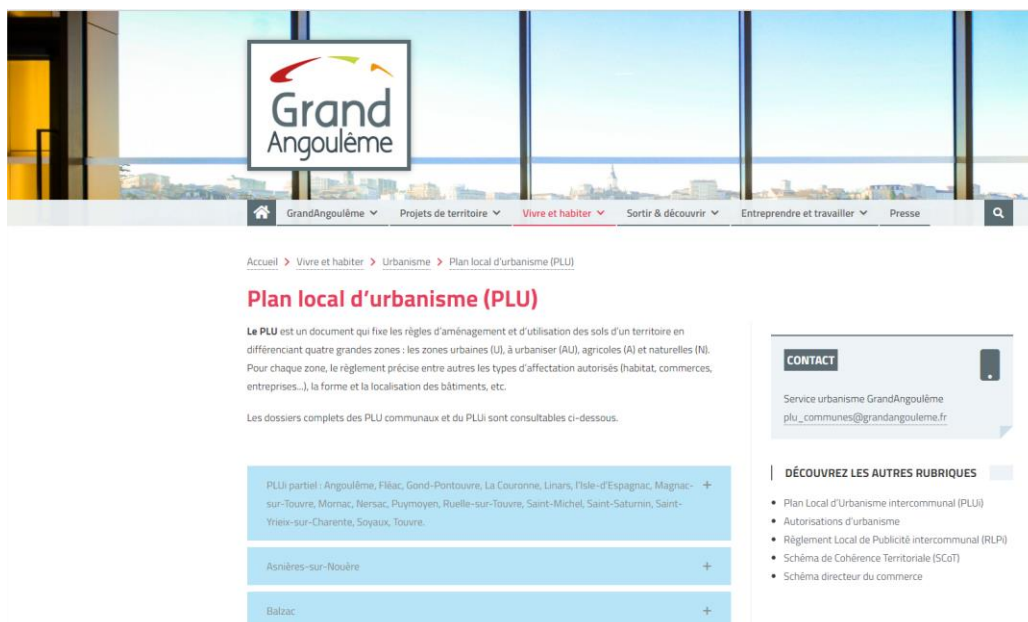 Grand
Angoulême
GrandAngoulême
Projets de territoire
Vivre et habiter
Sortir & découvrir
Entreprendre et travailler
Presse
Accueil > Vivre et habiter > Urbanisme > Plan local d'urbanisme (PLU)
Plan local d'urbanisme (PLU)
Le PLU est un document qui fixe les règles d'aménagement et d'utilisation des sols d'un territoire en
différenciant quatre grandes zones : les zones urbaines (U), à urbaniser (AU), agricoles (A) et naturelles (N).
Pour chaque zone, le règlement précise entre autres les types d'affectation autorisés (habitat, commerces,
entreprises...), la forme et la localisation des bâtiments, etc.
Les dossiers complets des PLU communaux et du PLUi sont consultables ci-dessous.
PLUi partiel : Angoulême, Fléac, Gond-Pontouvre, La Couronne, Linars, l'Isle-d'Espagnac, Magnac-
sur-Touvre, Mornac, Nersac, Puymoyen, Ruelle-sur-Touvre, Saint-Michel, Saint-Saturnin, Saint-
Yrieix-sur-Charente, Soyaux, Touvre.
Asnières-sur-Nouère
Balzac
CONTACT
Service urbanisme GrandAngoulême
plu_communes@grandangouleme.fr
DÉCOUVREZ LES AUTRES RUBRIQUES
• Plan Local d'Urbanisme intercommunal (PLUi)
• Autorisations d'urbanisme
• Règlement Local de Publicité intercommunal (RLPi)
• Schéma de Cohérence Territoriale (SCoT)
• Schéma directeur du commerce